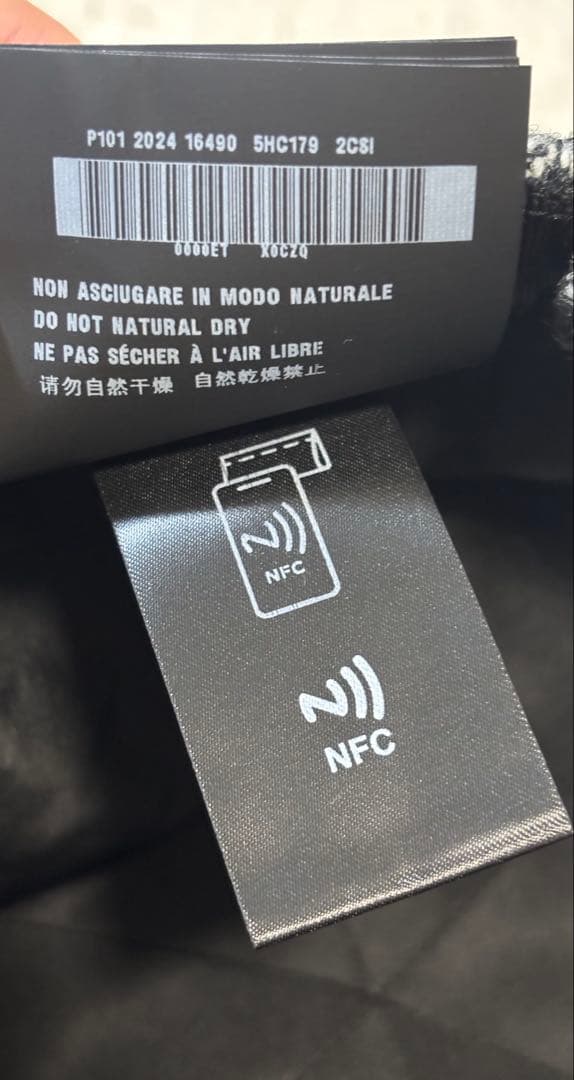 P101 2024 16490 5HC179 2CSI
0000ET X0CZQ
NON ASCIUGARE IN MODO NATURALE
DO NOT NATURAL DRY
NE PAS SÉCHER À L'AIR LIBRE
请勿自然干燥 自然乾燥禁止
NFC
NFC